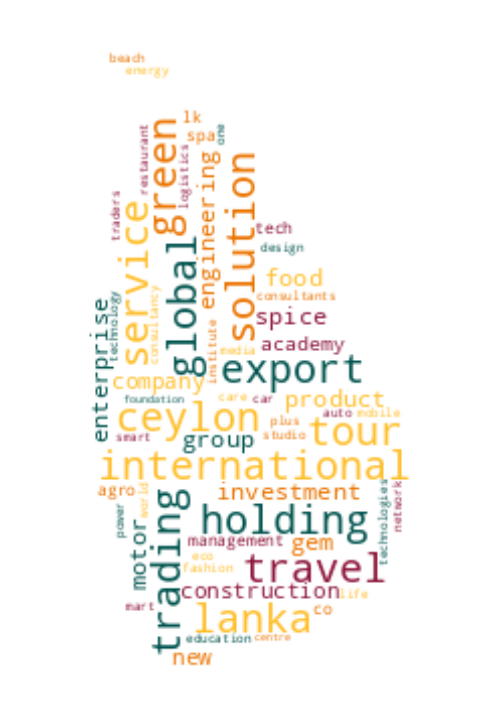 beach
energy
lk
spa
one
green
restaurant
logistics
engineering
solution
traders
service
global
tech
design
food
consultants
spice
academy
technology
consultancy
enterprise
institute
media
export
company
foundation
care
car
product
ceylon
plus
auto
mobile
smart
group
studio
tour
international
agro
world
investment
technologies
network
power
motor
trading
holding
management
gem
eco
fashion
travel
construction
life
mart
lanka
co
education
centre
new